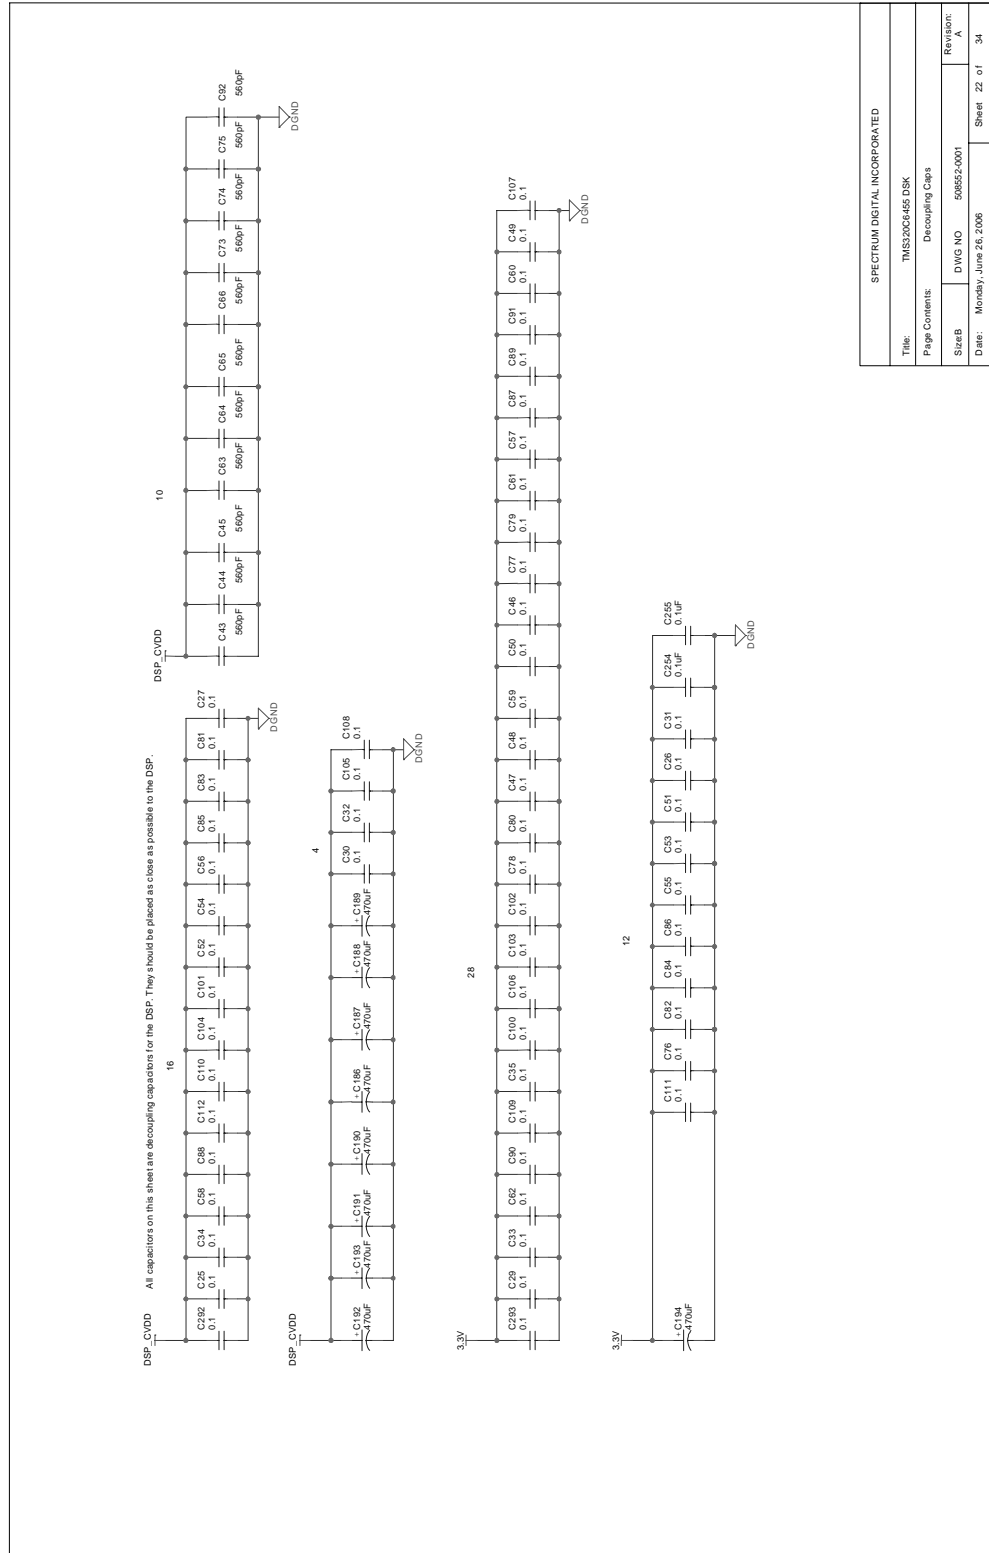 All capacitors on this sheet are decoupling capacitors for the DSP. They should be placed as close as possible to the DSP.
DSP_CVDD
16
C292
0.1
C25
0.1
C34
0.1
C58
0.1
C88
0.1
C112
0.1
C110
0.1
C104
0.1
C101
0.1
C52
0.1
C54
0.1
C56
0.1
C85
0.1
C83
0.1
C81
0.1
C27
0.1
DGND
DSP_CVDD
10
C43
560pF
C44
560pF
C45
560pF
C63
560pF
C64
560pF
C65
560pF
C66
560pF
C73
560pF
C74
560pF
C75
560pF
C92
560pF
DGND
DSP_CVDD
4
+ C192
470uF
+ C193
470uF
+ C191
470uF
+ C190
470uF
+ C186
470uF
+ C187
470uF
+ C188
470uF
+ C189
470uF
C30
0.1
C32
0.1
C105
0.1
C108
0.1
DGND
3.3V
28
C293
0.1
C29
0.1
C33
0.1
C62
0.1
C90
0.1
C109
0.1
C35
0.1
C100
0.1
C106
0.1
C103
0.1
C102
0.1
C78
0.1
C80
0.1
C47
0.1
C48
0.1
C59
0.1
C50
0.1
C46
0.1
C77
0.1
C79
0.1
C61
0.1
C57
0.1
C87
0.1
C89
0.1
C91
0.1
C60
0.1
C49
0.1
C107
0.1
DGND
3.3V
12
+ C194
470uF
C111
0.1
C76
0.1
C82
0.1
C84
0.1
C86
0.1
C55
0.1
C53
0.1
C51
0.1
C26
0.1
C31
0.1
C254
0.1uF
C255
0.1uF
DGND
SPECTRUM DIGITAL INCORPORATED
Title: TMS320C6455 DSK
Page Contents: Decoupling Caps
Size:B DWG NO 508552-0001 Revision: A
Date: Monday, June 26, 2006 Sheet 22 of 34